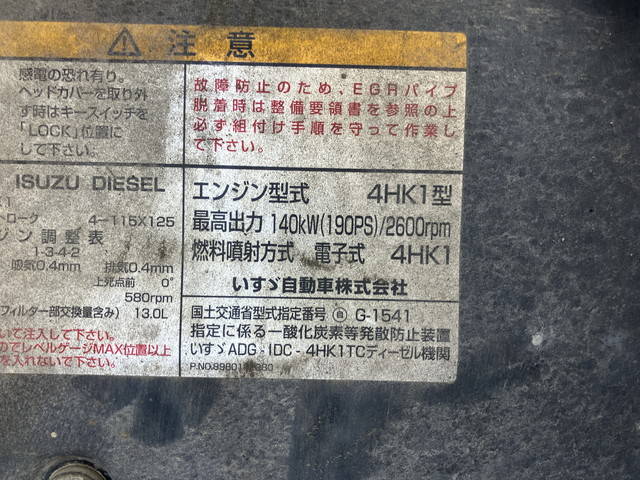 ⚠ 注意
感電の恐れ有り。
ヘッドカバーを取り外
す時はキースイッチを
「LOCK」位置に
して下さい。
故障防止のため、EGRパイプ
脱着時は整備要領書を参照の上
必ず組付け手順を守って作業し
て下さい。
ISUZU DIESEL
ローク 4-115X125
ジン調整表
1-3-4-2
吸気0.4mm 排気0.4mm
上死点前 0°
580rpm
フィルター部交換量含み) 13.0L
いて注入して下さい。
のでレベルゲージMAX位置以上
エンジン型式 4HK1型
最高出力 140kW(190PS)/2600rpm
燃料噴射方式 電子式 4HK1
いすゞ自動車株式会社
国土交通省型式指定番号 自 G-1541
指定に係る一酸化炭素等発散防止装置
いすゞADG-IDC-4HK1TCディーゼル機関